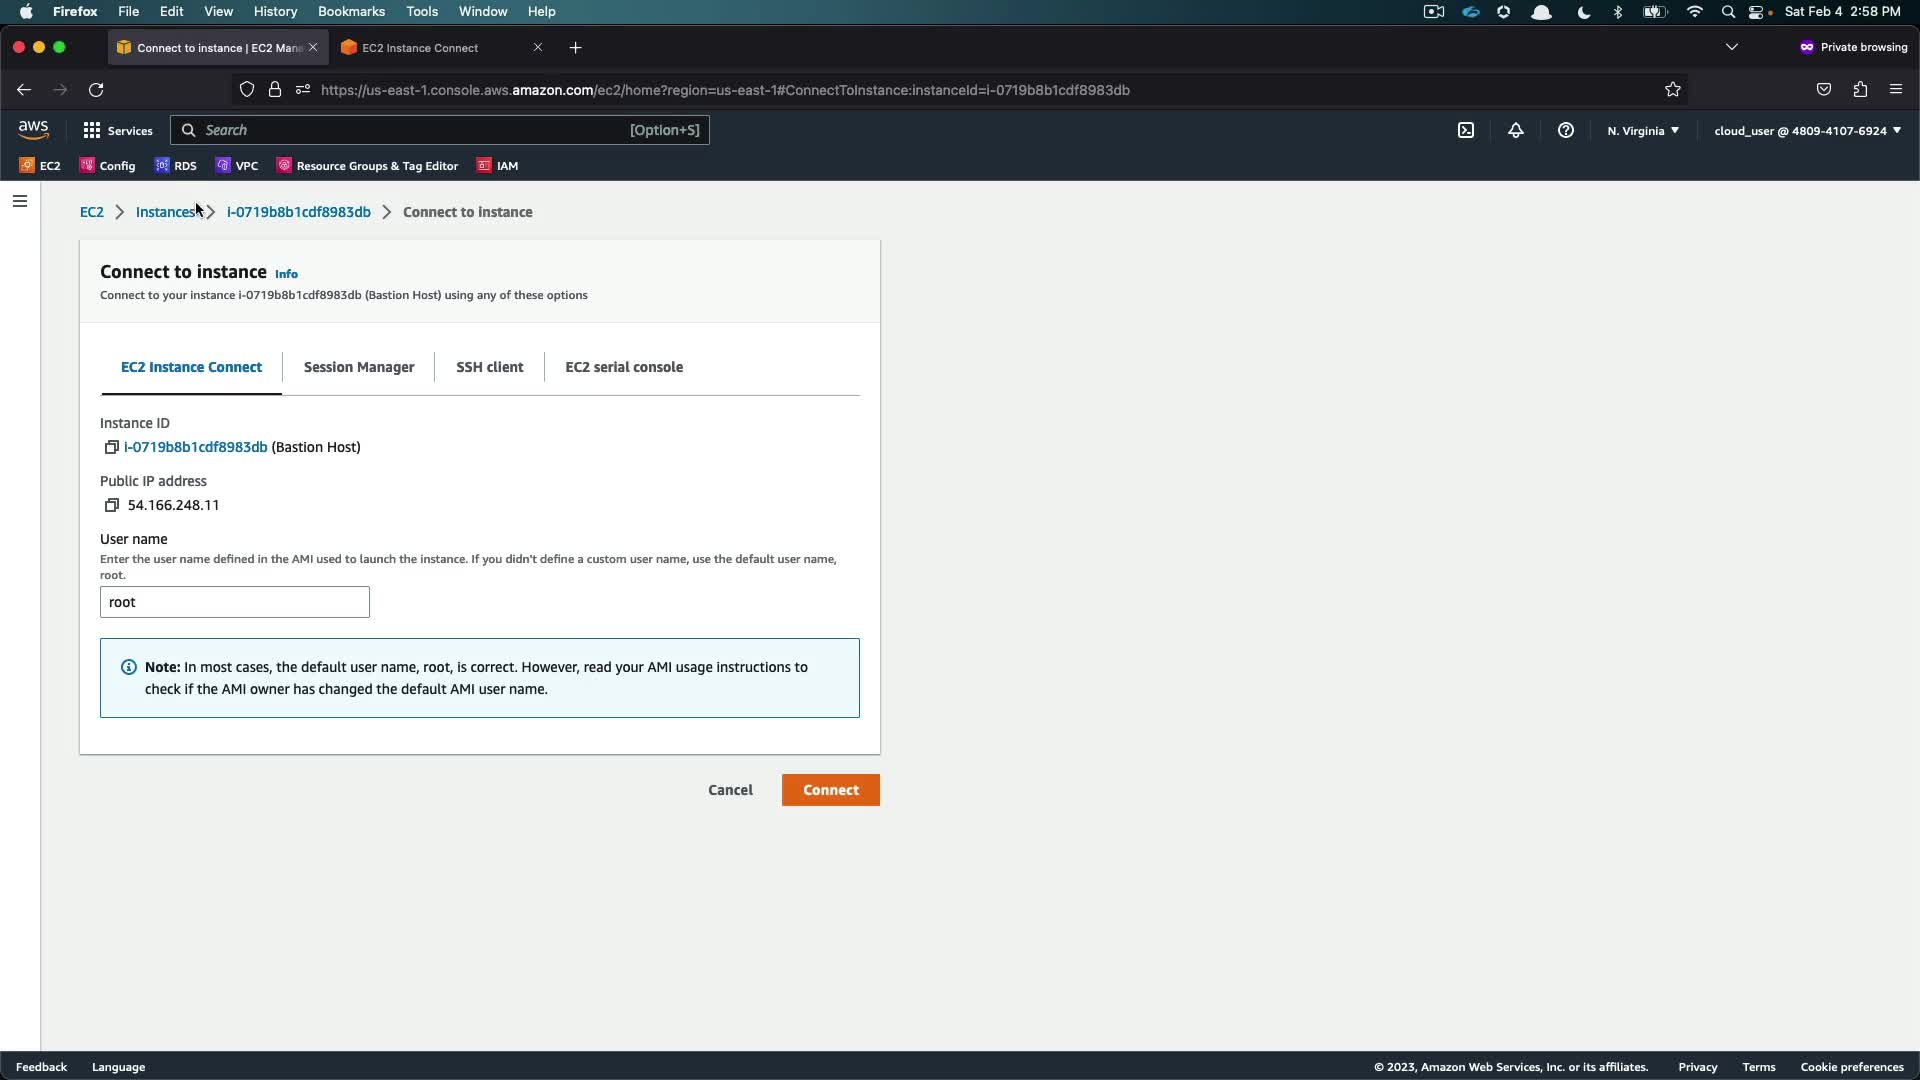 Firefox File Edit View History Bookmarks Tools Window Help Sat Feb 4 2:58 PM
Connect to instance | EC2 Mana EC2 Instance Connect Private browsing
https://us-east-1.console.aws.amazon.com/ec2/home?region=us-east-1#ConnectToInstance:instanceId=i-0719b8b1cdf8983db
aws Services Search [Option+S] N. Virginia cloud_user @ 4809-4107-6924
EC2 Config RDS VPC Resource Groups & Tag Editor IAM
EC2 Instances i-0719b8b1cdf8983db Connect to instance
Connect to instance Info
Connect to your instance i-0719b8b1cdf8983db (Bastion Host) using any of these options
EC2 Instance Connect Session Manager SSH client EC2 serial console
Instance ID
i-0719b8b1cdf8983db (Bastion Host)
Public IP address
54.166.248.11
User name
Enter the user name defined in the AMI used to launch the instance. If you didn't define a custom user name, use the default user name,
root.
root
Note: In most cases, the default user name, root, is correct. However, read your AMI usage instructions to
check if the AMI owner has changed the default AMI user name.
Cancel Connect
Feedback Language © 2023, Amazon Web Services, Inc. or its affiliates. Privacy Terms Cookie preferences